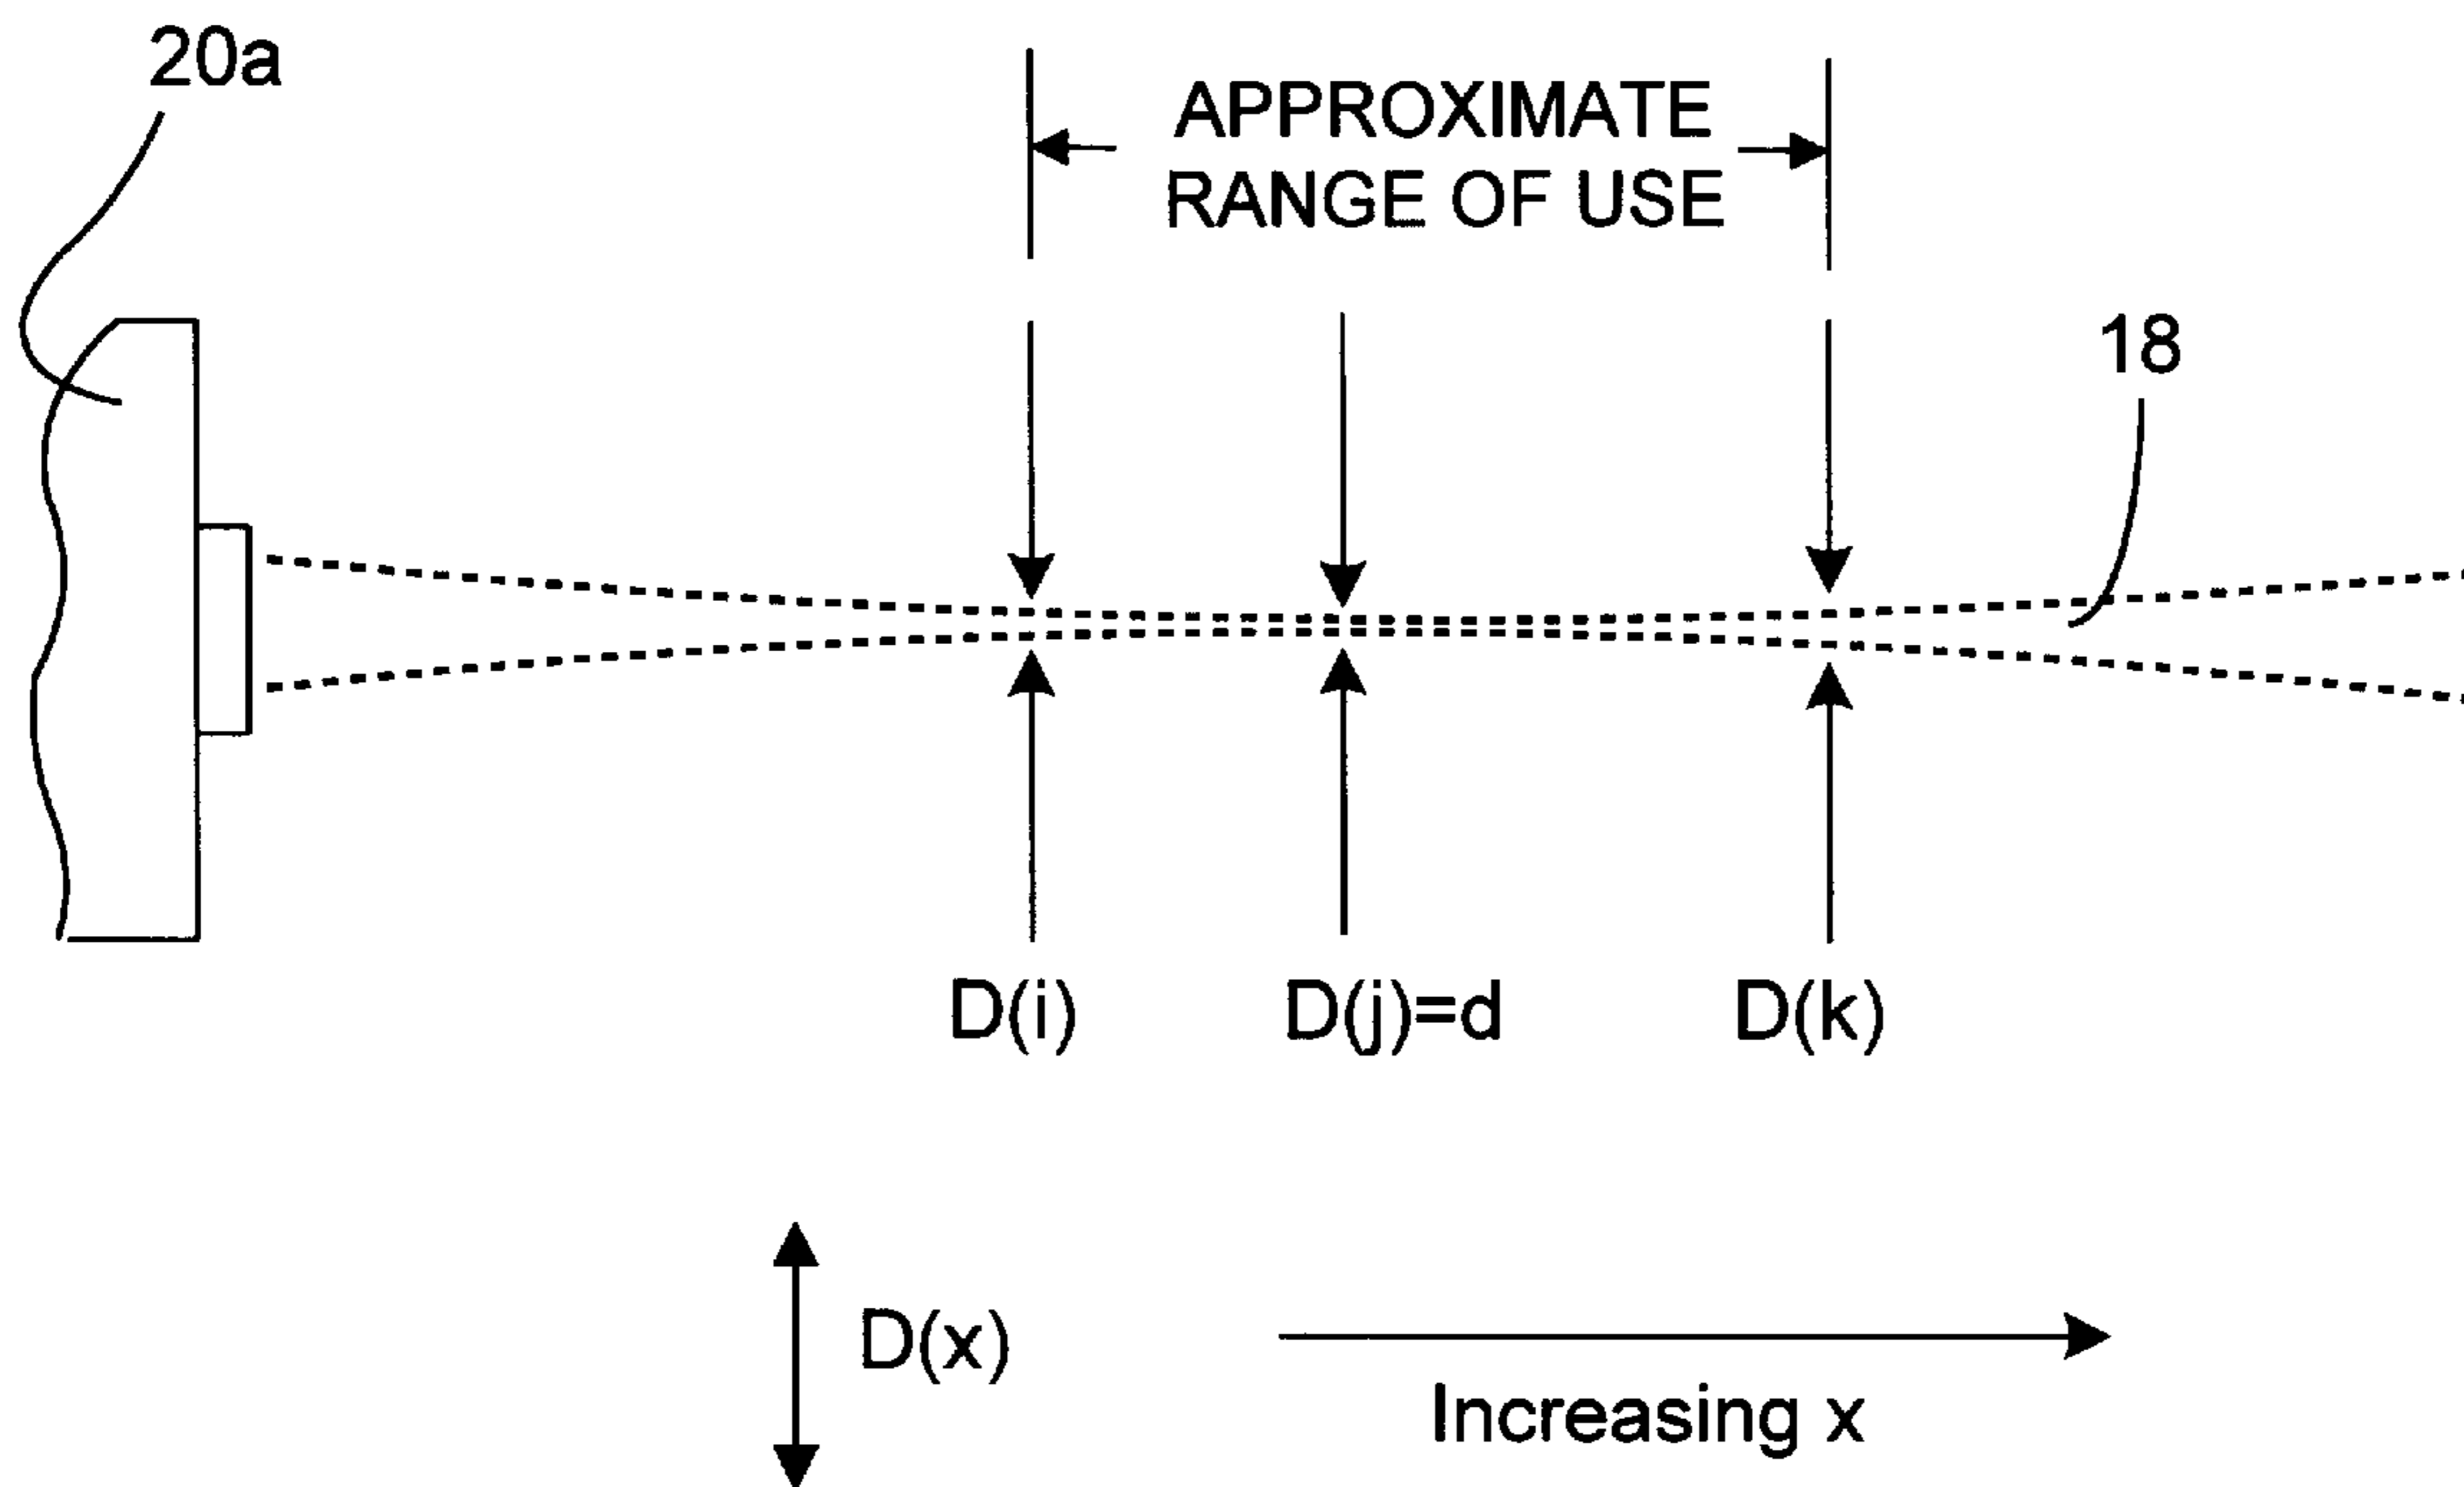 20a
APPROXIMATE
RANGE OF USE
18
D(i)
D(j)=d
D(k)
D(x)
Increasing x